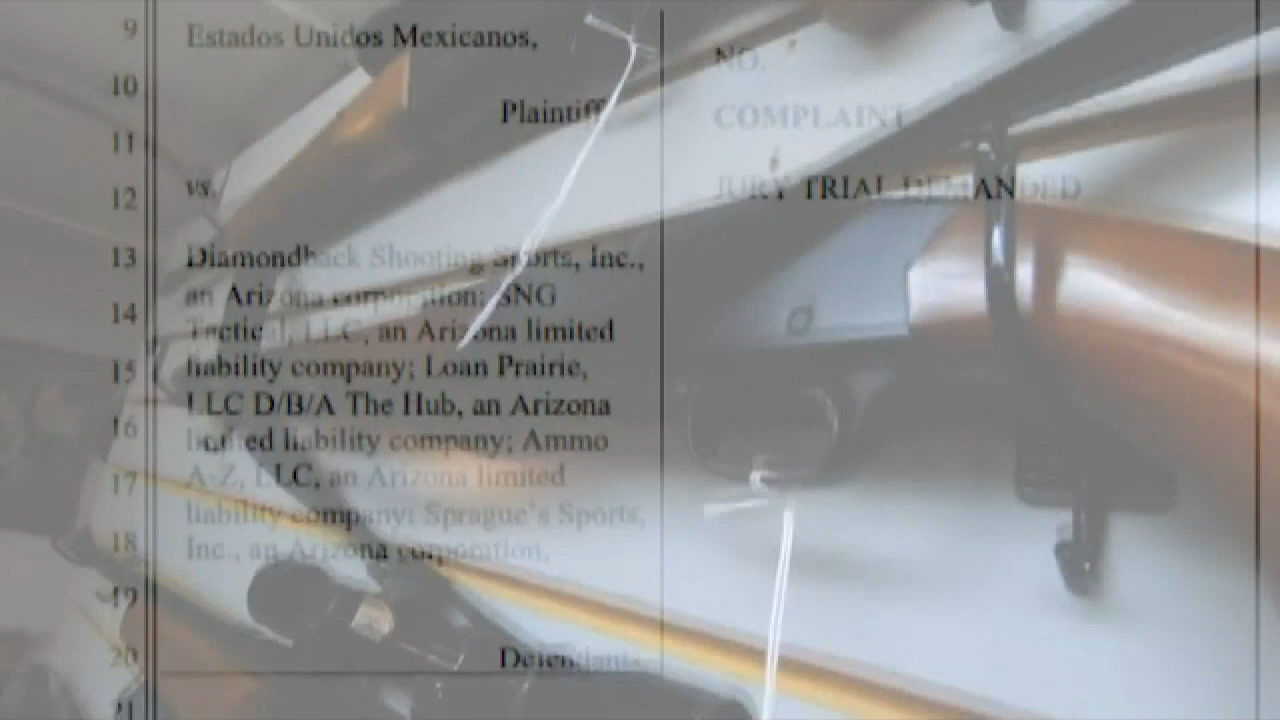 9
Estados Unidos Mexicanos,
NO.
10
Plaintiff,
COMPLAINT
11
vs.
JURY TRIAL DEMANDED
12
13
Diamondback Shooting Sports, Inc.,
an Arizona corporation; SNG
14
Tactical, LLC, an Arizona limited
15
liability company; Loan Prairie,
LLC D/B/A The Hub, an Arizona
16
limited liability company; Ammo
17
A-Z, LLC, an Arizona limited
liability company; Sprague's Sports,
18
Inc., an Arizona corporation,
19
20
Defendants.
21